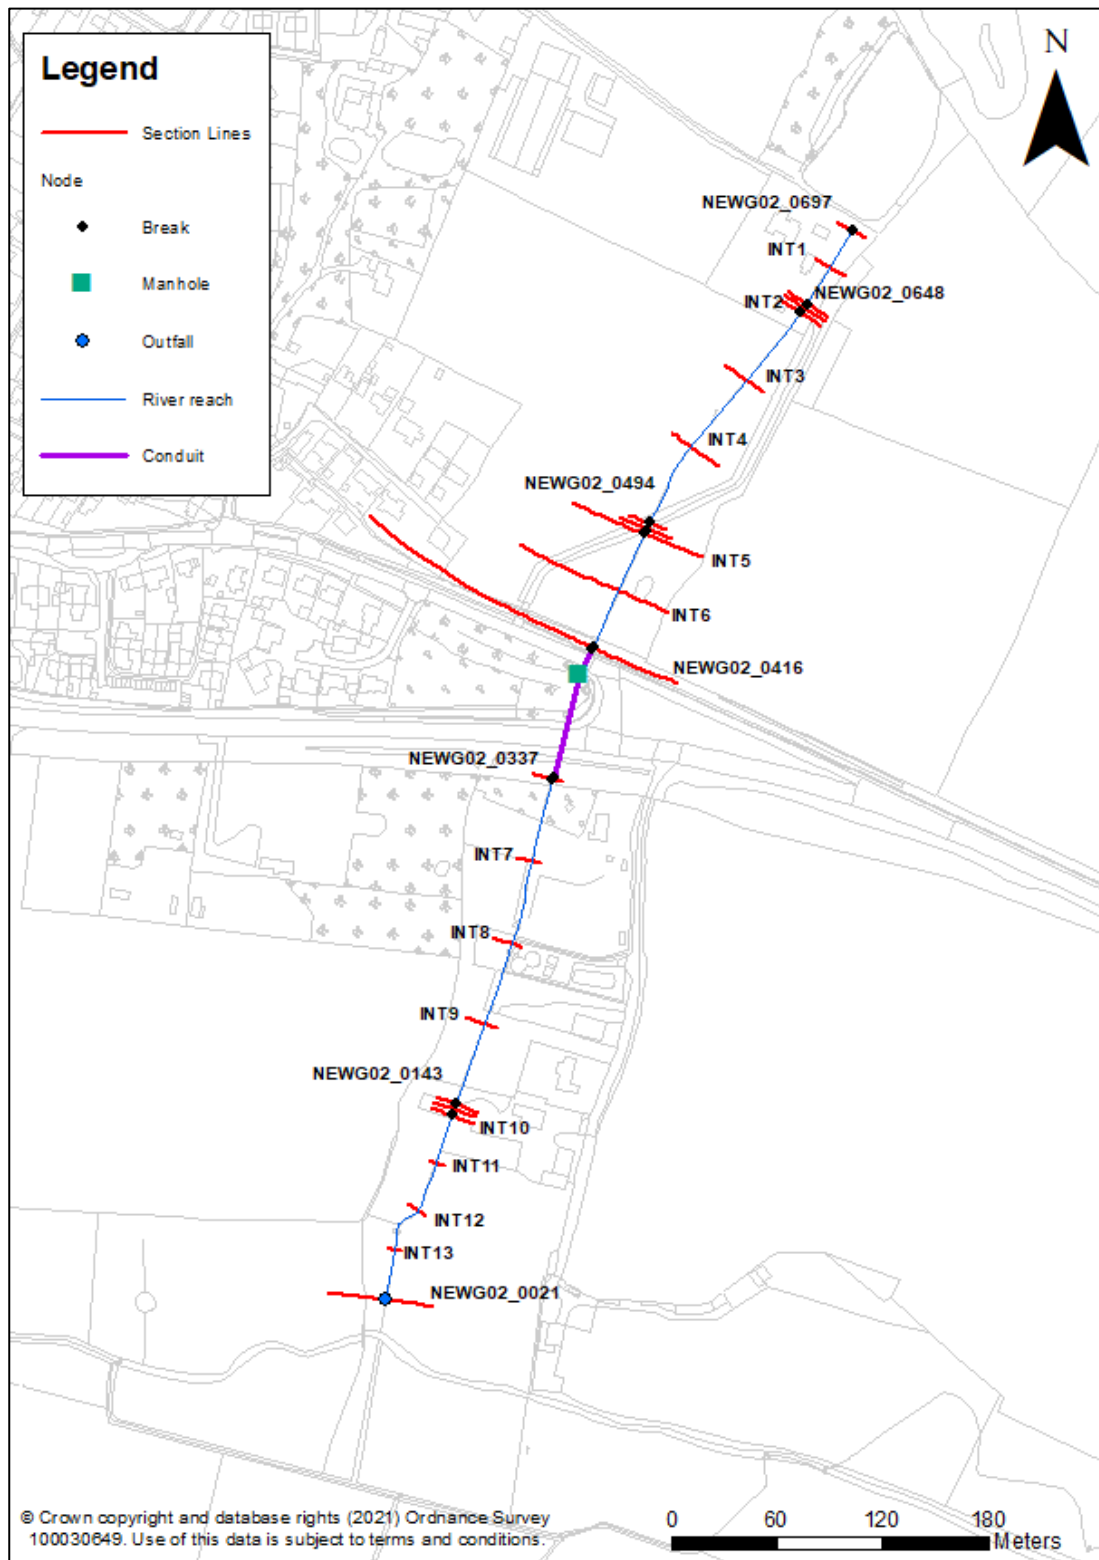 Legend
Section Lines
Node
Break
Manhole
Outfall
River reach
Conduit
N
NEWG02_0697
INT1
INT2
NEWG02_0648
INT3
INT4
NEWG02_0494
INT5
INT6
NEWG02_0416
NEWG02_0337
INT7
INT8
INT9
NEWG02_0143
INT10
INT11
INT12
INT13
NEWG02_0021
© Crown copyright and database rights (2021) Ordnance Survey
100030649. Use of this data is subject to terms and conditions.
0 60 120 180
Meters